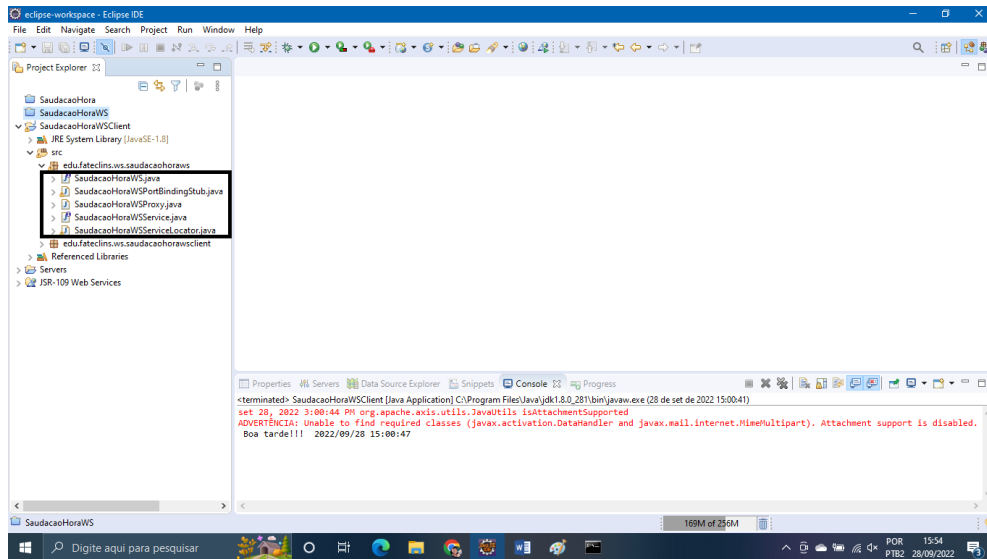 eclipse-workspace - Eclipse IDE
File Edit Navigate Search Project Run Window Help
Project Explorer
SaudacaoHora
SaudacaoHoraWS
SaudacaoHoraWSClient
JRE System Library [JavaSE-1.8]
src
edu.fateclins.ws.saudacaohoraws
SaudacaoHoraWS.java
SaudacaoHoraWSPortBindingStub.java
SaudacaoHoraWSProxy.java
SaudacaoHoraWSService.java
SaudacaoHoraWSServiceLocator.java
edu.fateclins.ws.saudacaohorawsclient
Referenced Libraries
Servers
JSR-109 Web Services
Properties Servers Data Source Explorer Snippets Console Progress
<terminated> SaudacaoHoraWSClient [Java Application] C:\Program Files\Java\jdk1.8.0_281\bin\javaw.exe (28 de set de 2022 15:00:41)
set 28, 2022 3:00:44 PM org.apache.axis.utils.JavaUtils isAttachmentSupported
ADVERTÊNCIA: Unable to find required classes (javax.activation.DataHandler and javax.mail.internet.MimeMultipart). Attachment support is disabled.
Boa tarde!!! 2022/09/28 15:00:47
SaudacaoHoraWS
169M of 256M
Digite aqui para pesquisar
POR 15:54
PTB2 28/09/2022
3